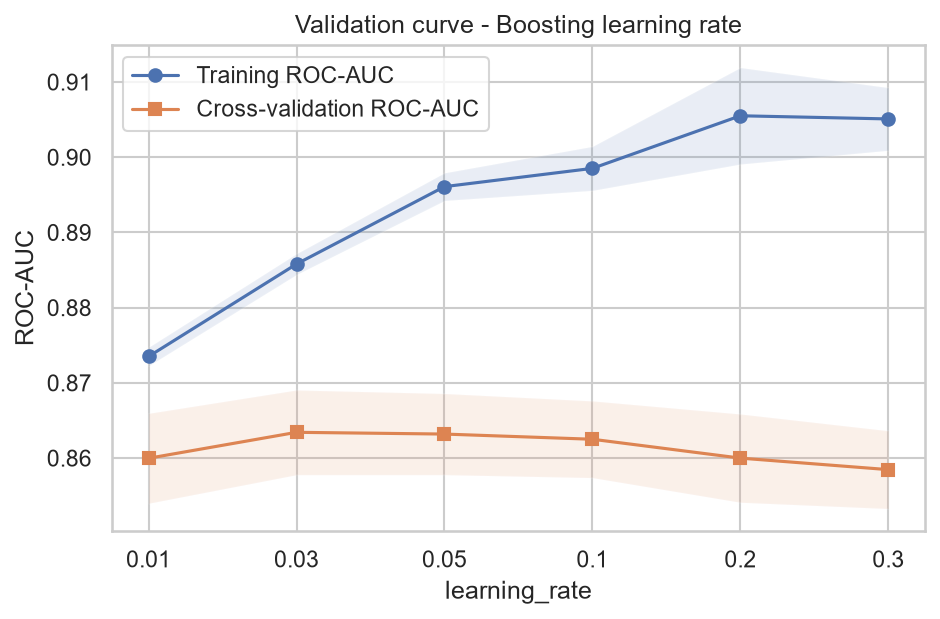 Validation curve - Boosting learning rate
Training ROC-AUC
Cross-validation ROC-AUC
ROC-AUC
0.91
0.90
0.89
0.88
0.87
0.86
0.01 0.03 0.05 0.1 0.2 0.3
learning_rate